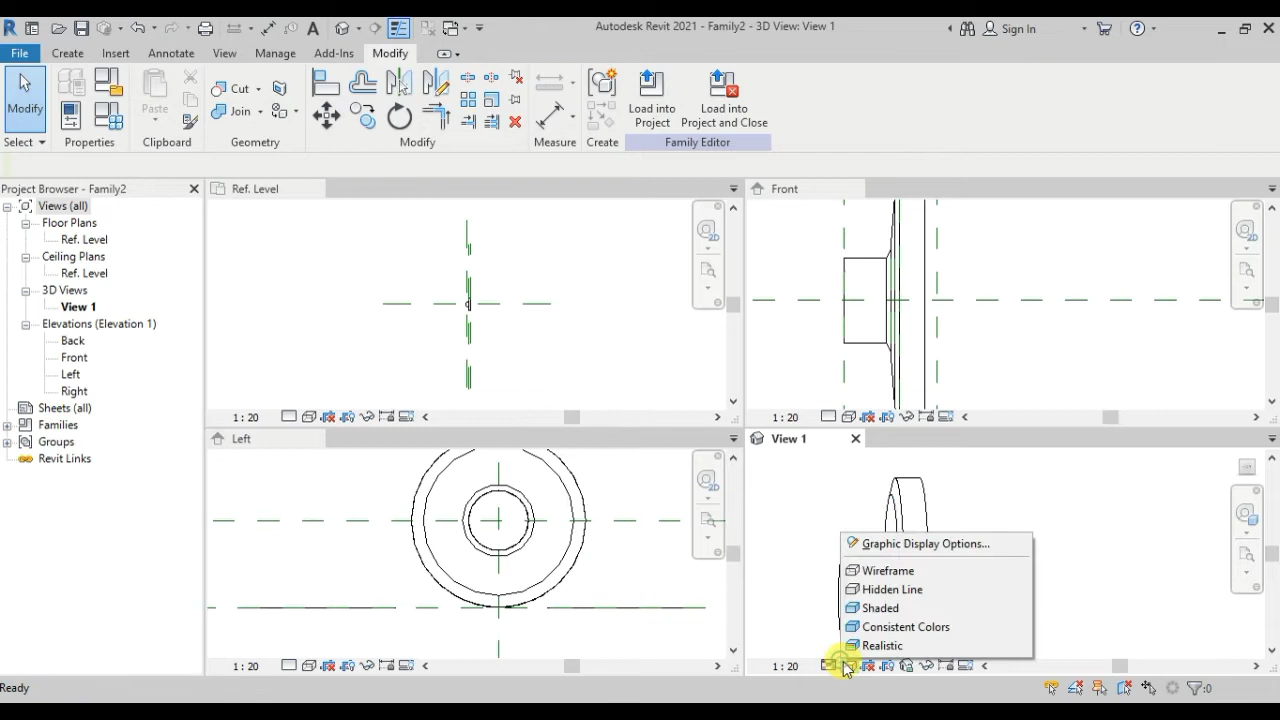 Autodesk Revit 2021 - Family2 - 3D View: View 1
Sign In
File Create Insert Annotate View Manage Add-Ins Modify
Modify
Paste
Cut
Join
Load into Project
Load into Project and Close
Select Properties Clipboard Geometry Modify Measure Create Family Editor
Project Browser - Family2
Views (all)
Floor Plans
Ref. Level
Ceiling Plans
Ref. Level
3D Views
View 1
Elevations (Elevation 1)
Back
Front
Left
Right
Sheets (all)
Families
Groups
Revit Links
Ref. Level
2D
1 : 20
Front
2D
1 : 20
Left
2D
1 : 20
View 1
Graphic Display Options...
Wireframe
Hidden Line
Shaded
Consistent Colors
Realistic
1 : 20
Ready
:0